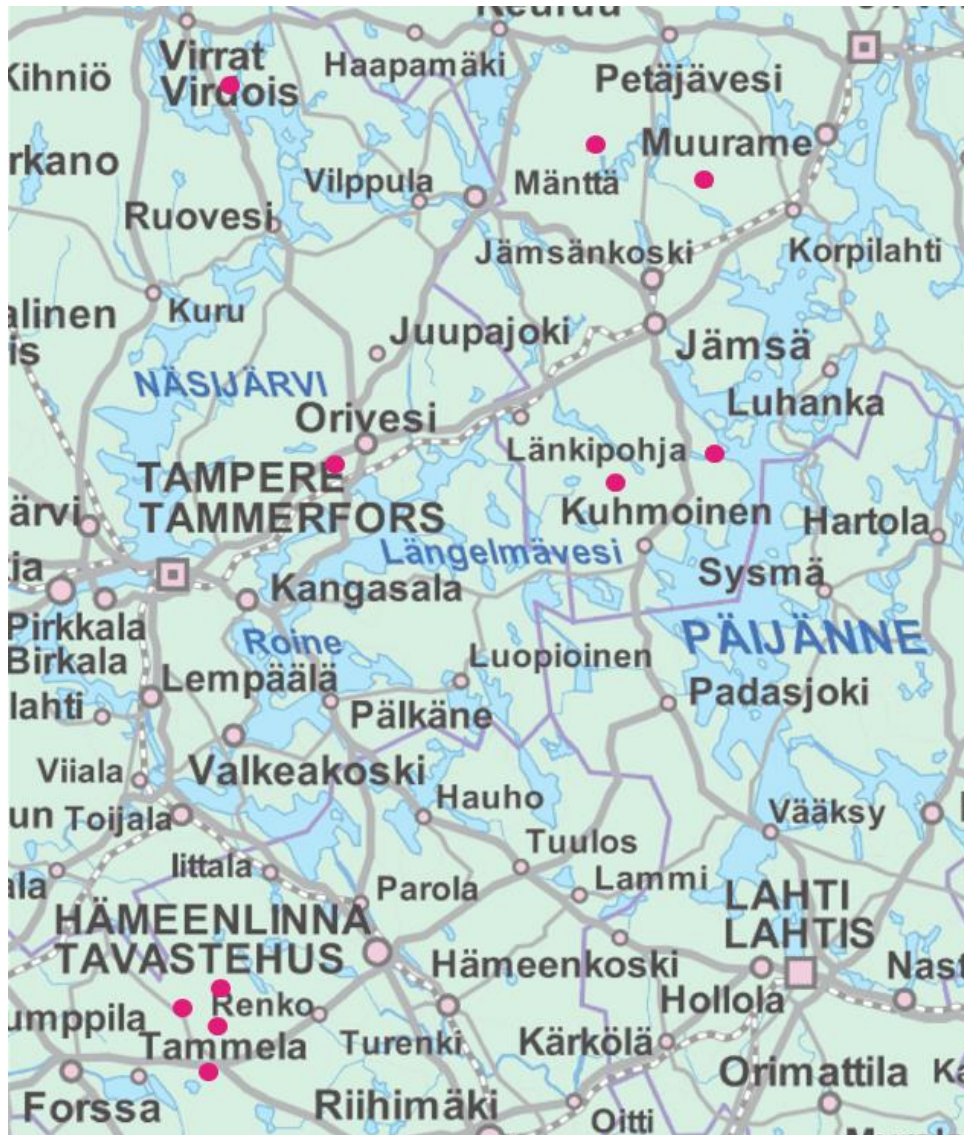 Virrat
Virdois
Haapamäki
Petäjävesi
Muurame
Mänttä
Vilppula
Ruovesi
Jämsänkoski
Korpilahti
Kuru
Juupajoki
Jämsä
NÄSIJÄRVI
Luhanka
Orivesi
Länkipohja
TAMPERE
TAMMERFORS
Kuhmoinen
Hartola
Längelmävesi
Sysmä
Kangasala
Pirkkala
Birkala
Roine
PÄIJÄNNE
Luopioinen
Lempäälä
Padasjoki
Pälkäne
Viiala
Valkeakoski
Hauho
Toijala
Vääksy
Tuulos
Iittala
Lammi
Parola
LAHTI
LAHTIS
HÄMEENLINNA
TAVASTEHUS
Hämeenkoski
Hollola
Renko
Tammela
Turenki
Kärkölä
Orimattila
Forssa
Riihimäki
Oitti